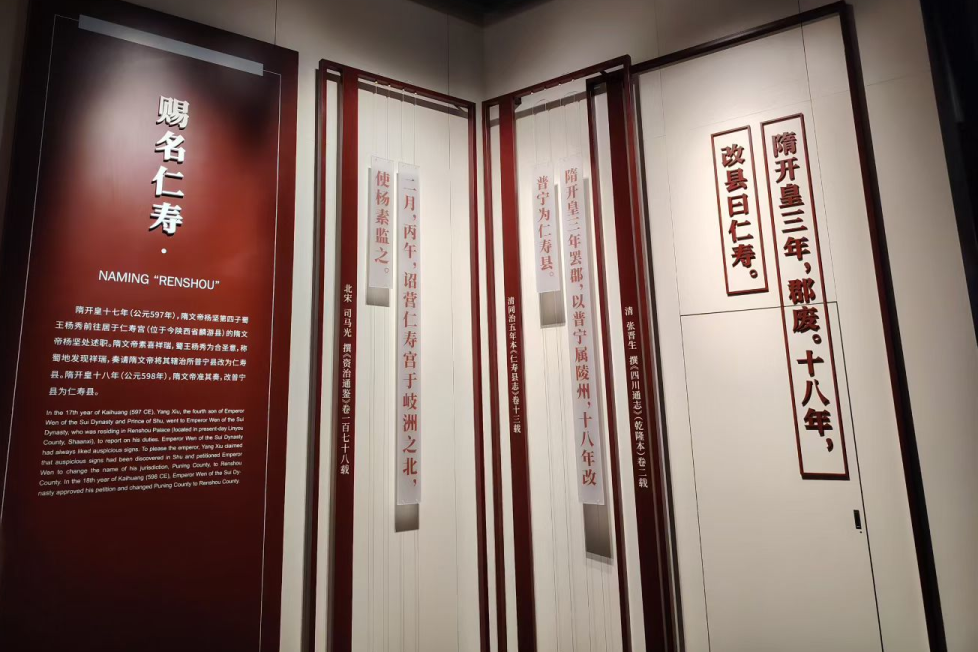 赐名仁寿·
NAMING “RENSHOU”
隋开皇十七年（公元597年），隋文帝杨坚第四子蜀
王杨秀前往居于仁寿宫（位于今陕西省麟游县）的隋文
帝杨坚处述职。隋文帝素喜祥瑞，蜀王杨秀为合圣意，称
蜀地发现祥瑞，奏请隋文帝将其辖治所普宁县改为仁寿
县。隋开皇十八年（公元598年），隋文帝准其奏，改普宁
县为仁寿县。
In the 17th year of Kaihuang (597 CE), Yang Xiu, the fourth son of Emperor
Wen of the Sui Dynasty and Prince of Shu, went to Emperor Wen of the Sui
Dynasty, who was residing in Renshou Palace (located in present-day Linyou
County, Shaanxi), to report on his duties. Emperor Wen of the Sui Dynasty
had always liked auspicious signs. To please the emperor, Yang Xiu claimed
that auspicious signs had been discovered in Shu and petitioned Emperor
Wen to change the name of his jurisdiction, Puning County, to Renshou
County. In the 18th year of Kaihuang (598 CE), Emperor Wen of the Sui Dy-
nasty approved his petition and changed Puning County to Renshou County.
二月，丙午，诏营仁寿宫于岐洲之北，
使杨素监之。
北宋 司马光 撰《资治通鉴》卷一百七十八载
隋开皇三年罢郡，以普宁属陵州，十八年改
普宁为仁寿县。
清同治五年本《仁寿县志》卷十三载
隋开皇三年，郡废。十八年，
改县曰仁寿。
清 张晋生 撰《四川通志》（乾隆本）卷二载